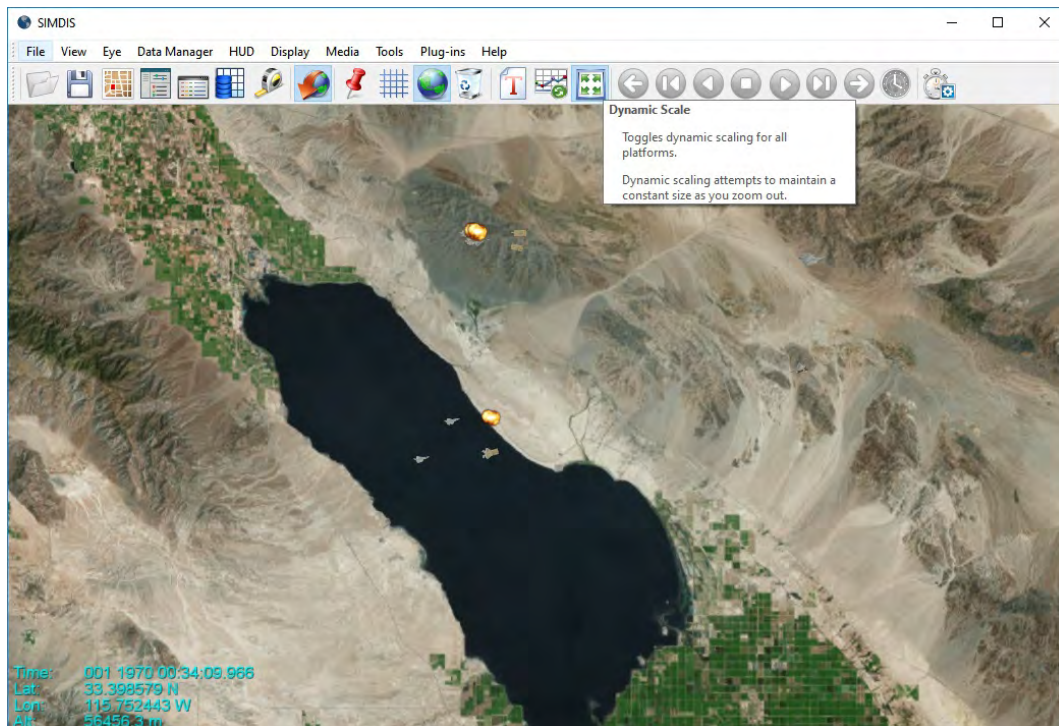 SIMDIS
File View Eye Data Manager HUD Display Media Tools Plug-ins Help
T
Dynamic Scale
Toggles dynamic scaling for all
platforms.
Dynamic scaling attempts to maintain a
constant size as you zoom out.
Time: 001 1970 00:34:09.966
Lat: 33.398579 N
Lon: 115.752443 W
Alt: 56456.3 m